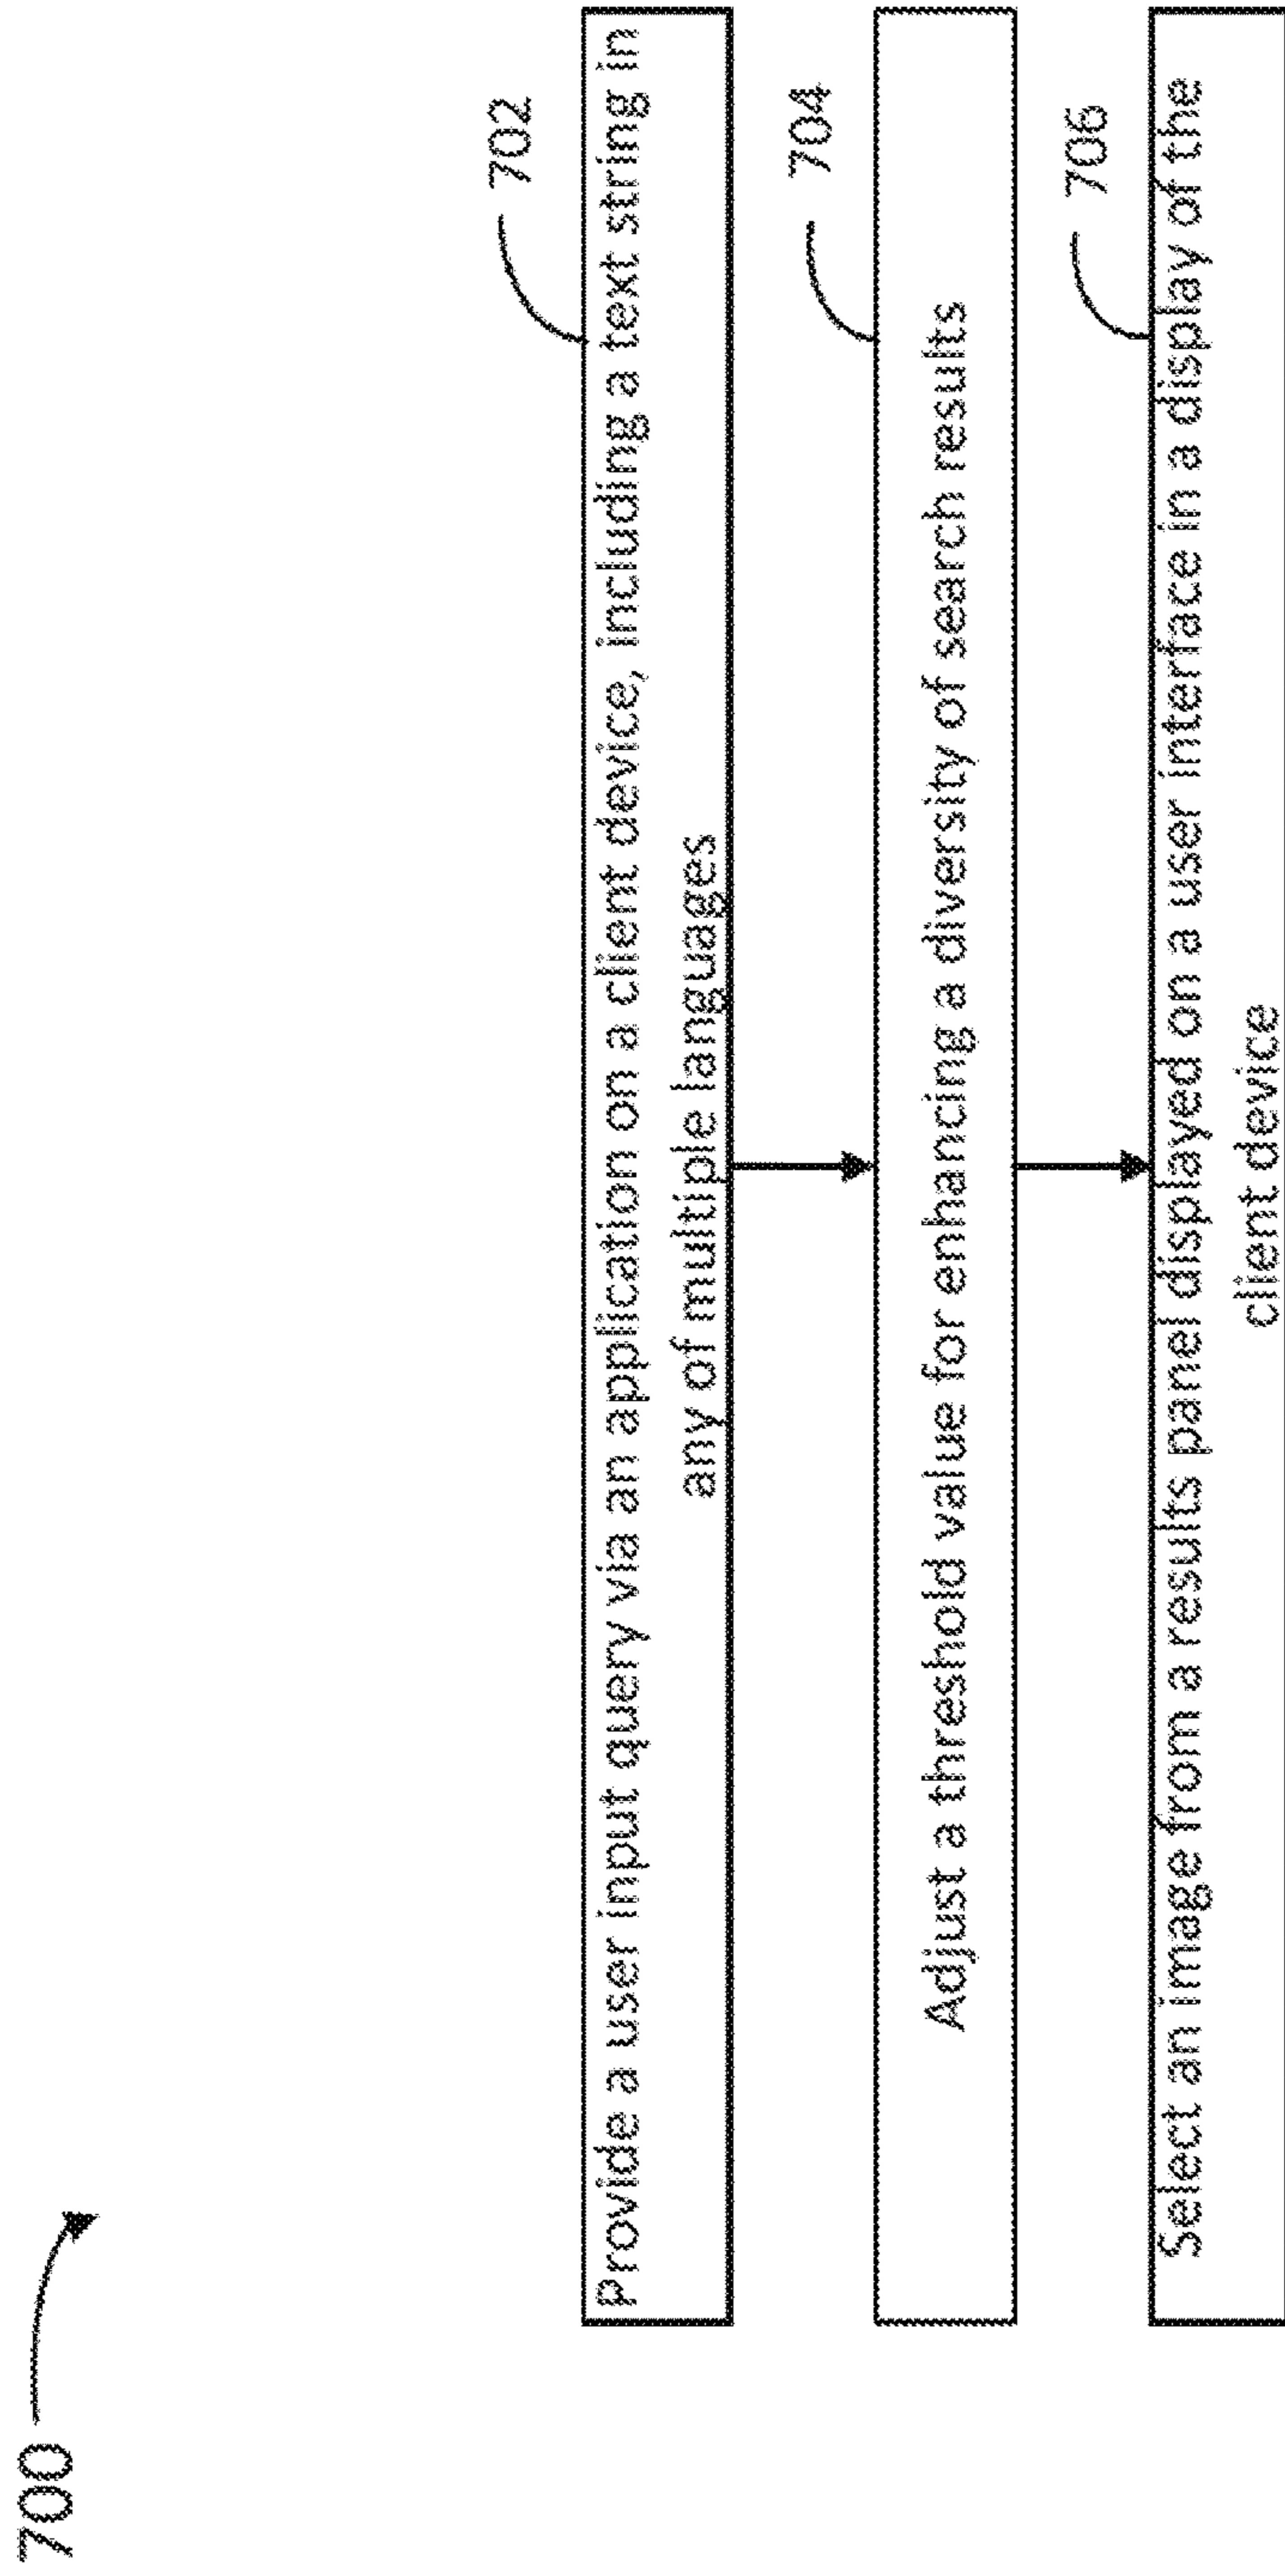 700
702
Provide a user input query via an application on a client device, including a text string in
any of multiple languages
704
Adjust a threshold value for enhancing a diversity of search results
706
Select an image from a results panel displayed on a user interface in a display of the
client device